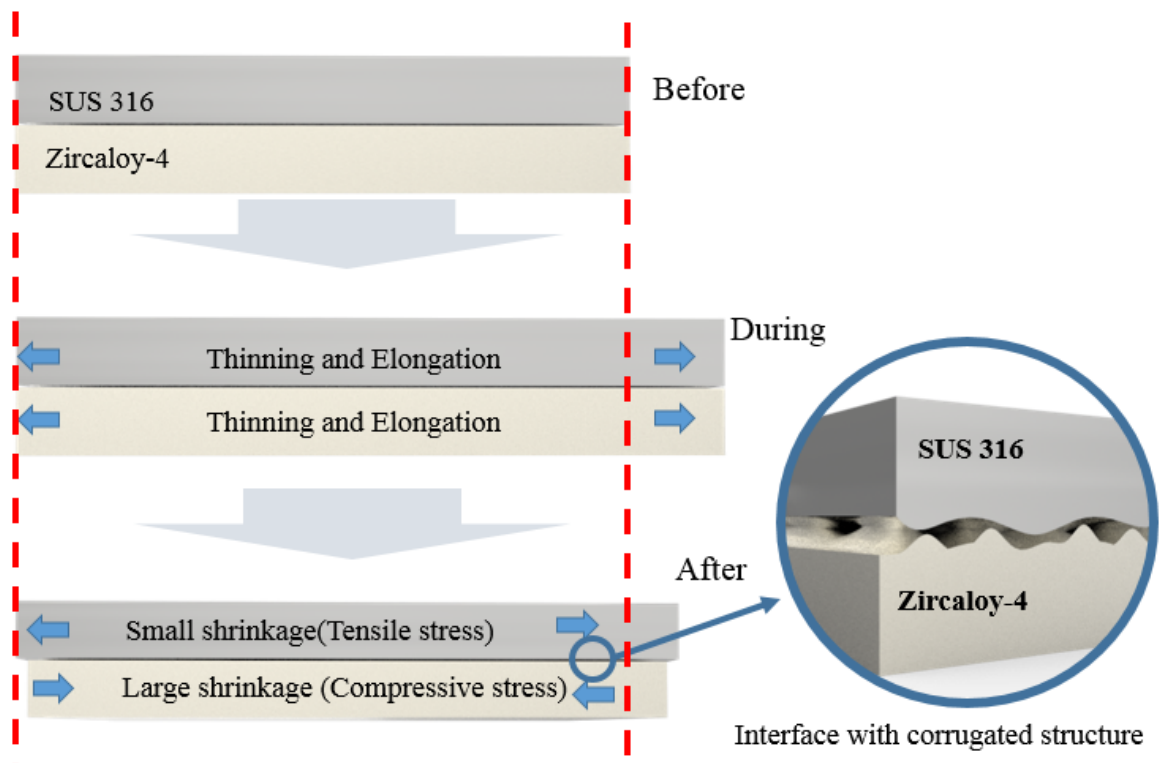 SUS 316
Before
Zircaloy-4
During
Thinning and Elongation
Thinning and Elongation
SUS 316
After
Zircaloy-4
Small shrinkage(Tensile stress)
Large shrinkage (Compressive stress)
Interface with corrugated structure